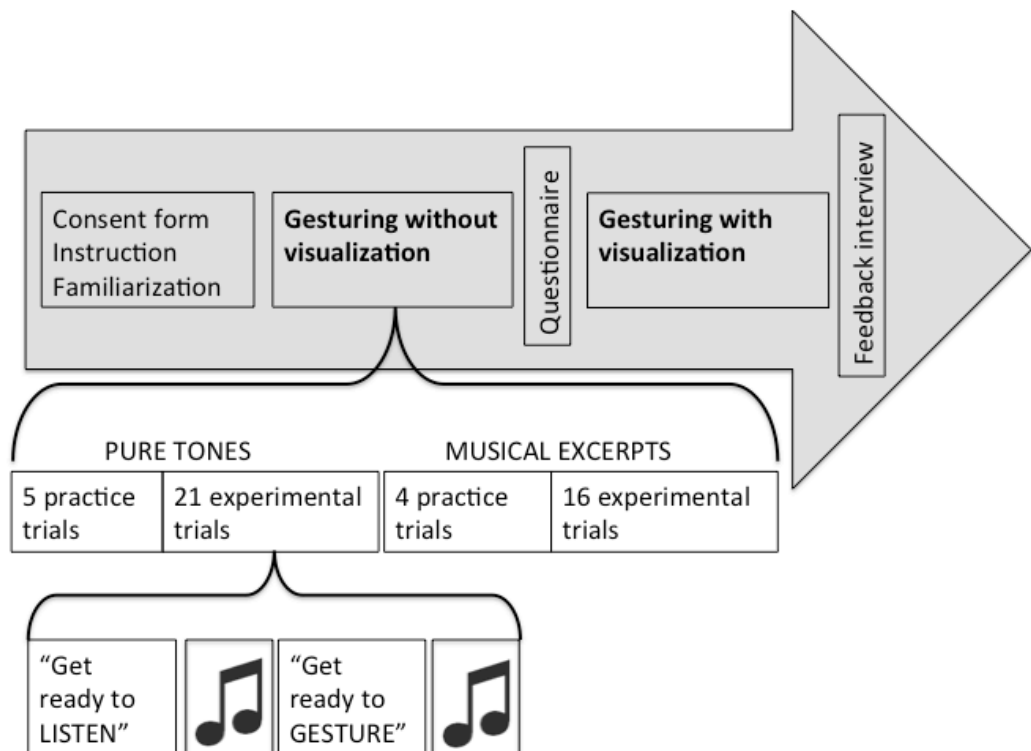 Consent form
Instruction
Familiarization
Gesturing without
visualization
Questionnaire
Gesturing with
visualization
Feedback interview
PURE TONES
MUSICAL EXCERPTS
5 practice
trials
21 experimental
trials
4 practice
trials
16 experimental
trials
“Get
ready to
LISTEN”
“Get
ready to
GESTURE”